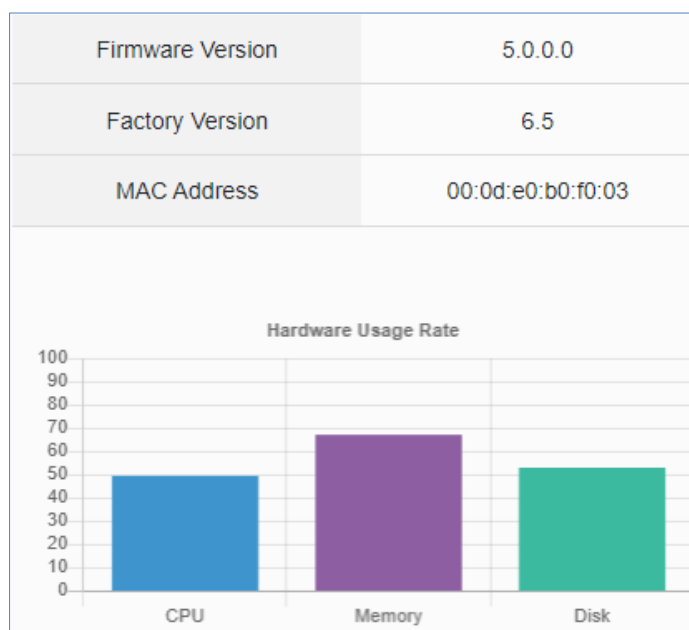 Firmware Version 5.0.0.0
Factory Version 6.5
MAC Address 00:0d:e0:b0:f0:03
Hardware Usage Rate
100
90
80
70
60
50
40
30
20
10
0
CPU Memory Disk